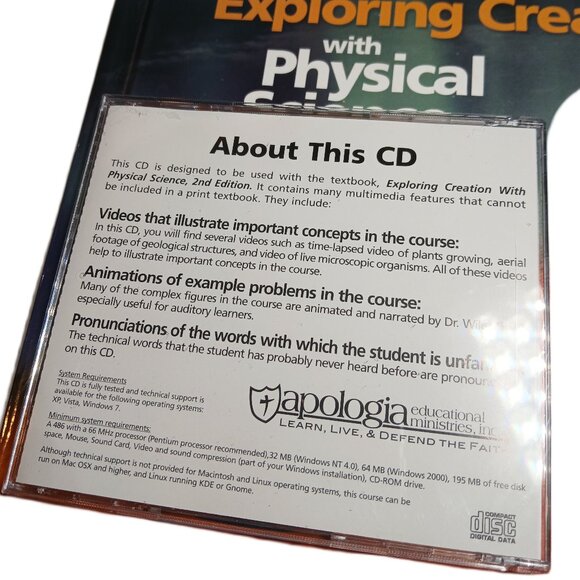 Exploring Crea
with
Physical
Science
About This CD
This CD is designed to be used with the textbook, Exploring Creation With
Physical Science, 2nd Edition. It contains many multimedia features that cannot
be included in a print textbook. They include:
Videos that illustrate important concepts in the course:
In this CD, you will find several videos such as time-lapsed video of plants growing, aerial
footage of geological structures, and video of live microscopic organisms. All of these videos
help to illustrate important concepts in the course.
Animations of example problems in the course:
Many of the complex figures in the course are animated and narrated by Dr. Wile
especially useful for auditory learners.
Pronunciations of the words with which the student is unfam
The technical words that the student has probably never heard before are pronoun
on this CD.
System Requirements
This CD is fully tested and technical support is
available for the following operating systems:
XP, Vista, Windows 7.
apologia educational
ministries, inc.
LEARN, LIVE, & DEFEND THE FAITH
Minimum system requirements:
A 486 with a 66 MHz processor (Pentium processor recommended), 32 MB (Windows NT 4.0), 64 MB (Windows 2000), 195 MB of free disk
space, Mouse, Sound Card, Video and sound compression (part of your Windows installation), CD-ROM drive.
Although technical support is not provided for Macintosh and Linux operating systems, this course can be
run on Mac OSX and higher, and Linux running KDE or Gnome.
COMPACT
disc
DIGITAL DATA